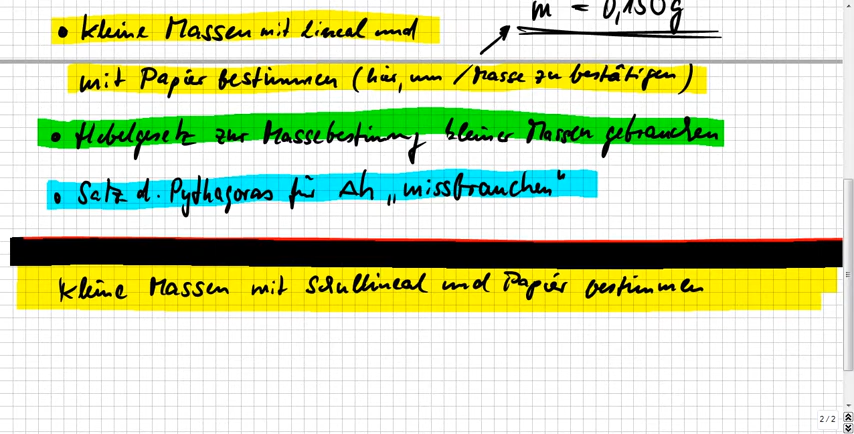 m = 0,150g
• kleine Massen mit Lineal und
mit Papier bestimmen (hier, um Masse zu bestätigen)
• Hebelgesetz zur Massebestimmg kleiner Massen gebrauchen
• Satz d. Pythagoras für Δh „missbrauchen“
Kleine Massen mit Schullineal und Papier bestimmen
2/2